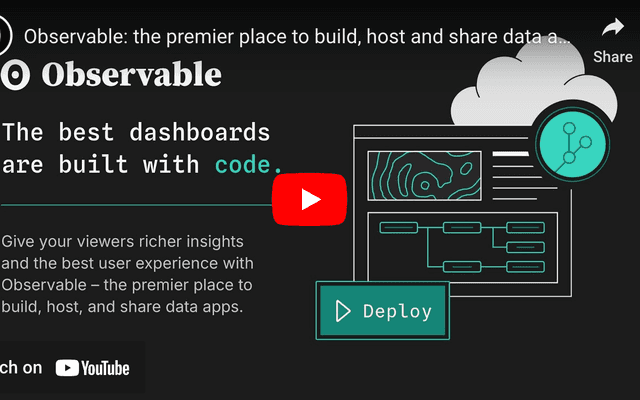 Observable: the premier place to build, host and share data a...
Share
Observable
The best dashboards
are built with code.
Give your viewers richer insights
and the best user experience with
Observable – the premier place to
build, host, and share data apps.
Deploy
ch on YouTube